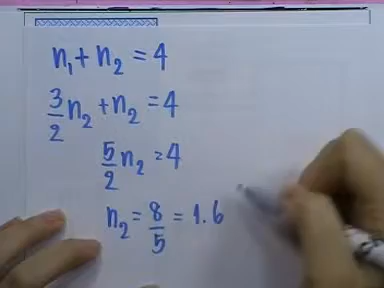 n₁ + n₂ = 4
3/2 n₂ + n₂ = 4
5/2 n₂ = 4
n₂ = 8/5 = 1.6